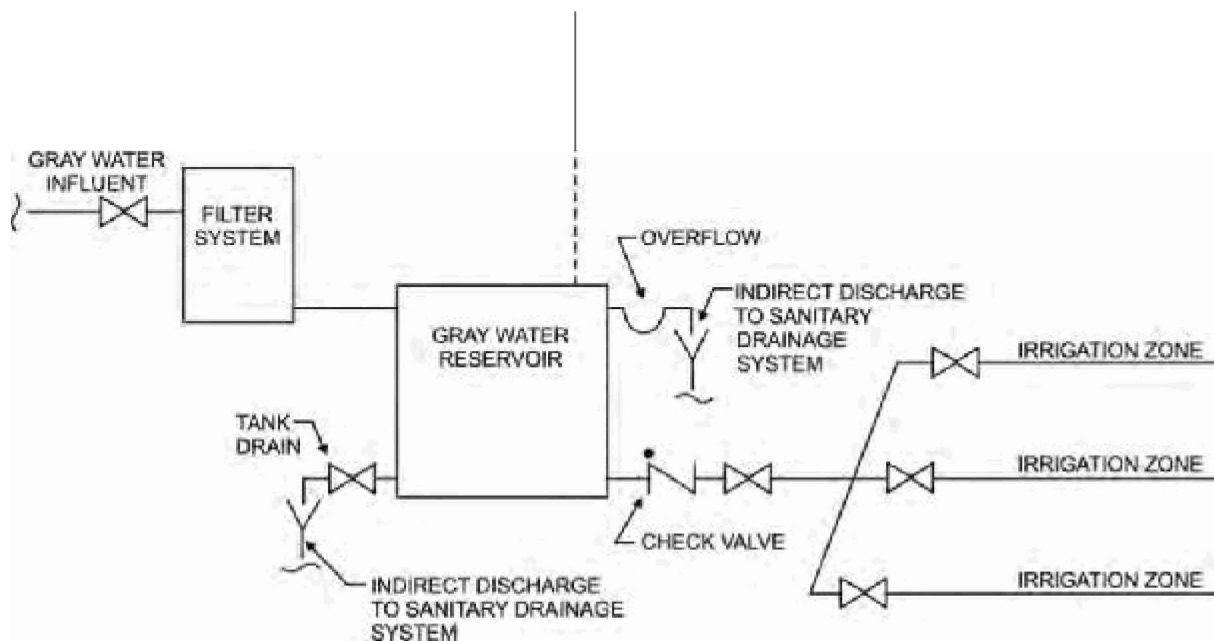 GRAY WATER
INFLUENT
FILTER
SYSTEM
OVERFLOW
INDIRECT DISCHARGE
TO SANITARY
DRAINAGE
SYSTEM
GRAY WATER
RESERVOIR
IRRIGATION ZONE
TANK
DRAIN
IRRIGATION ZONE
CHECK VALVE
IRRIGATION ZONE
INDIRECT DISCHARGE
TO SANITARY DRAINAGE
SYSTEM